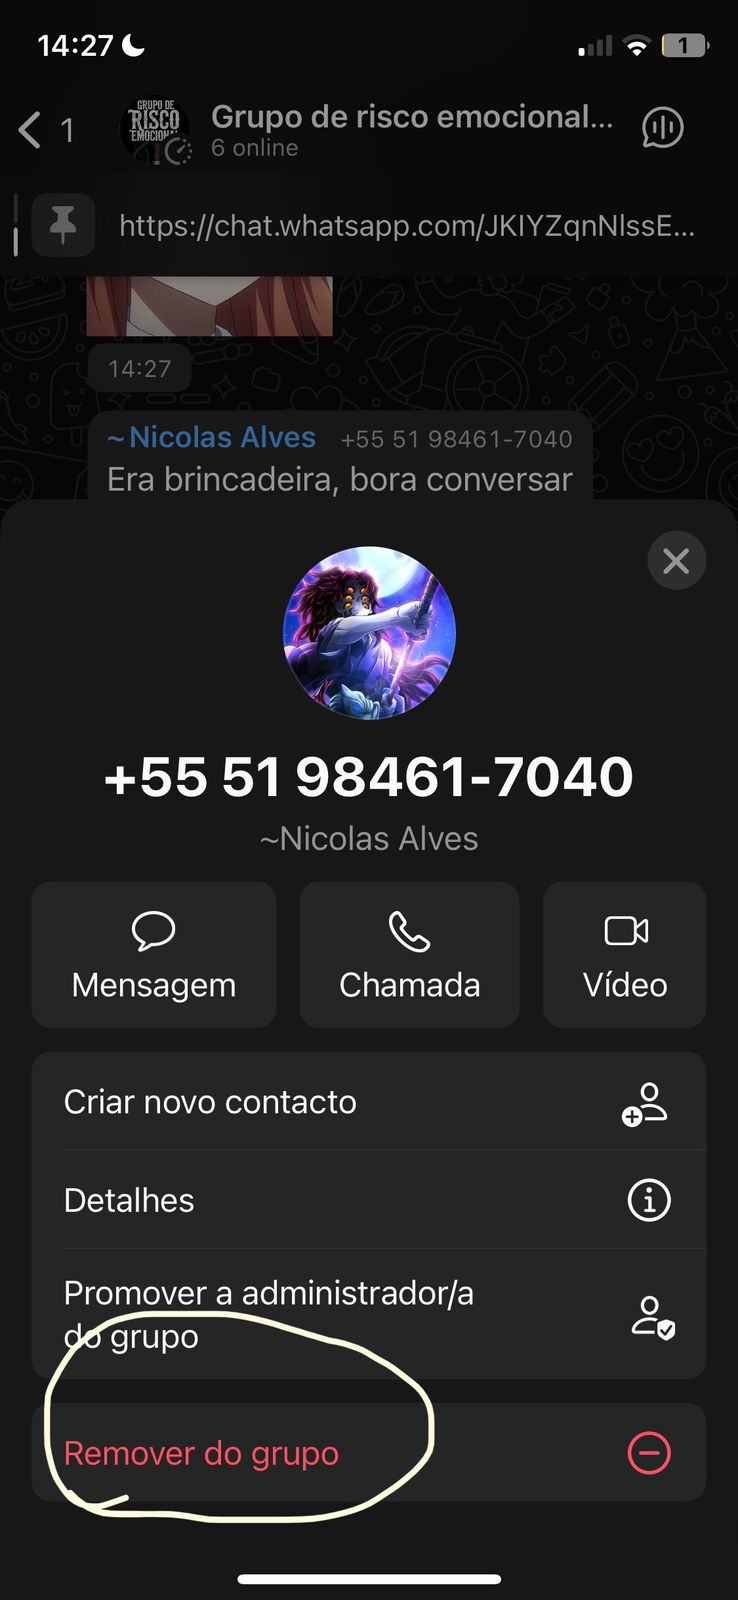 14:27
1
1
GRUPO DE
RISCO
EMOCIONAL
Grupo de risco emocional...
6 online
https://chat.whatsapp.com/JKIYZqnNlssE...
14:27
~Nicolas Alves +55 51 98461-7040
Era brincadeira, bora conversar
+55 51 98461-7040
~Nicolas Alves
Mensagem
Chamada
Vídeo
Criar novo contacto
Detalhes
Promover a administrador/a
do grupo
Remover do grupo